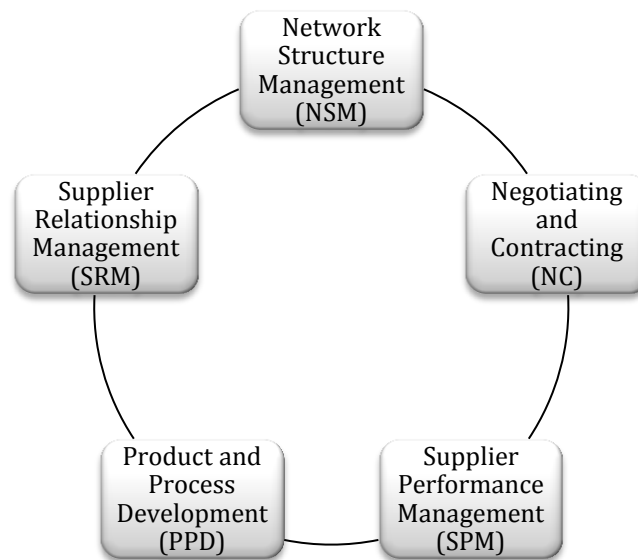 Network
Structure
Management
(NSM)
Negotiating
and
Contracting
(NC)
Supplier
Performance
Management
(SPM)
Product and
Process
Development
(PPD)
Supplier
Relationship
Management
(SRM)